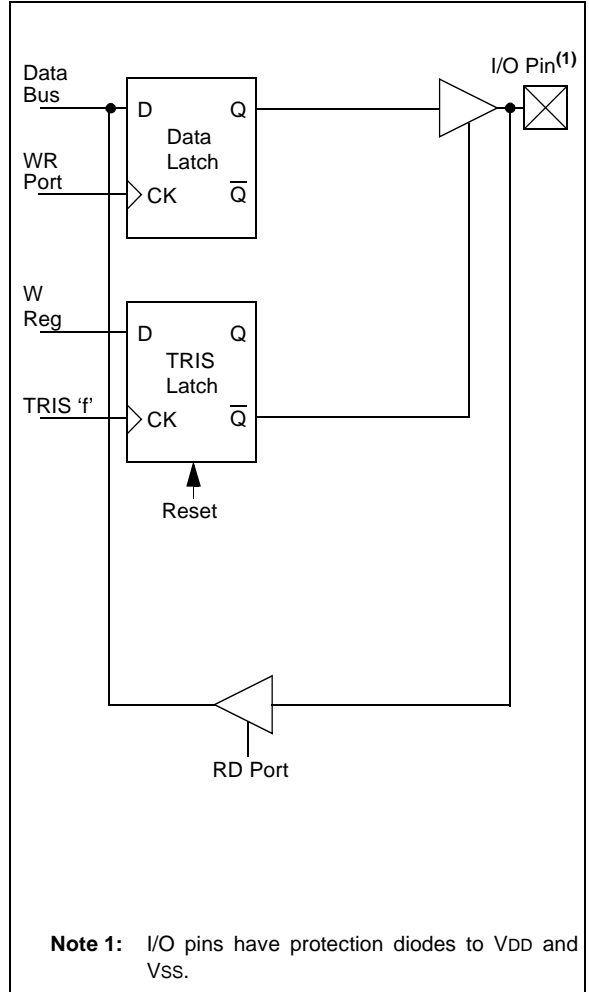 Data
Bus
I/O Pin(1)
D
Q
Data
Latch
WR
Port
CK
Q
W
Reg
D
Q
TRIS
Latch
TRIS 'f'
CK
Q
Reset
RD Port
Note 1: I/O pins have protection diodes to VDD and
VSS.